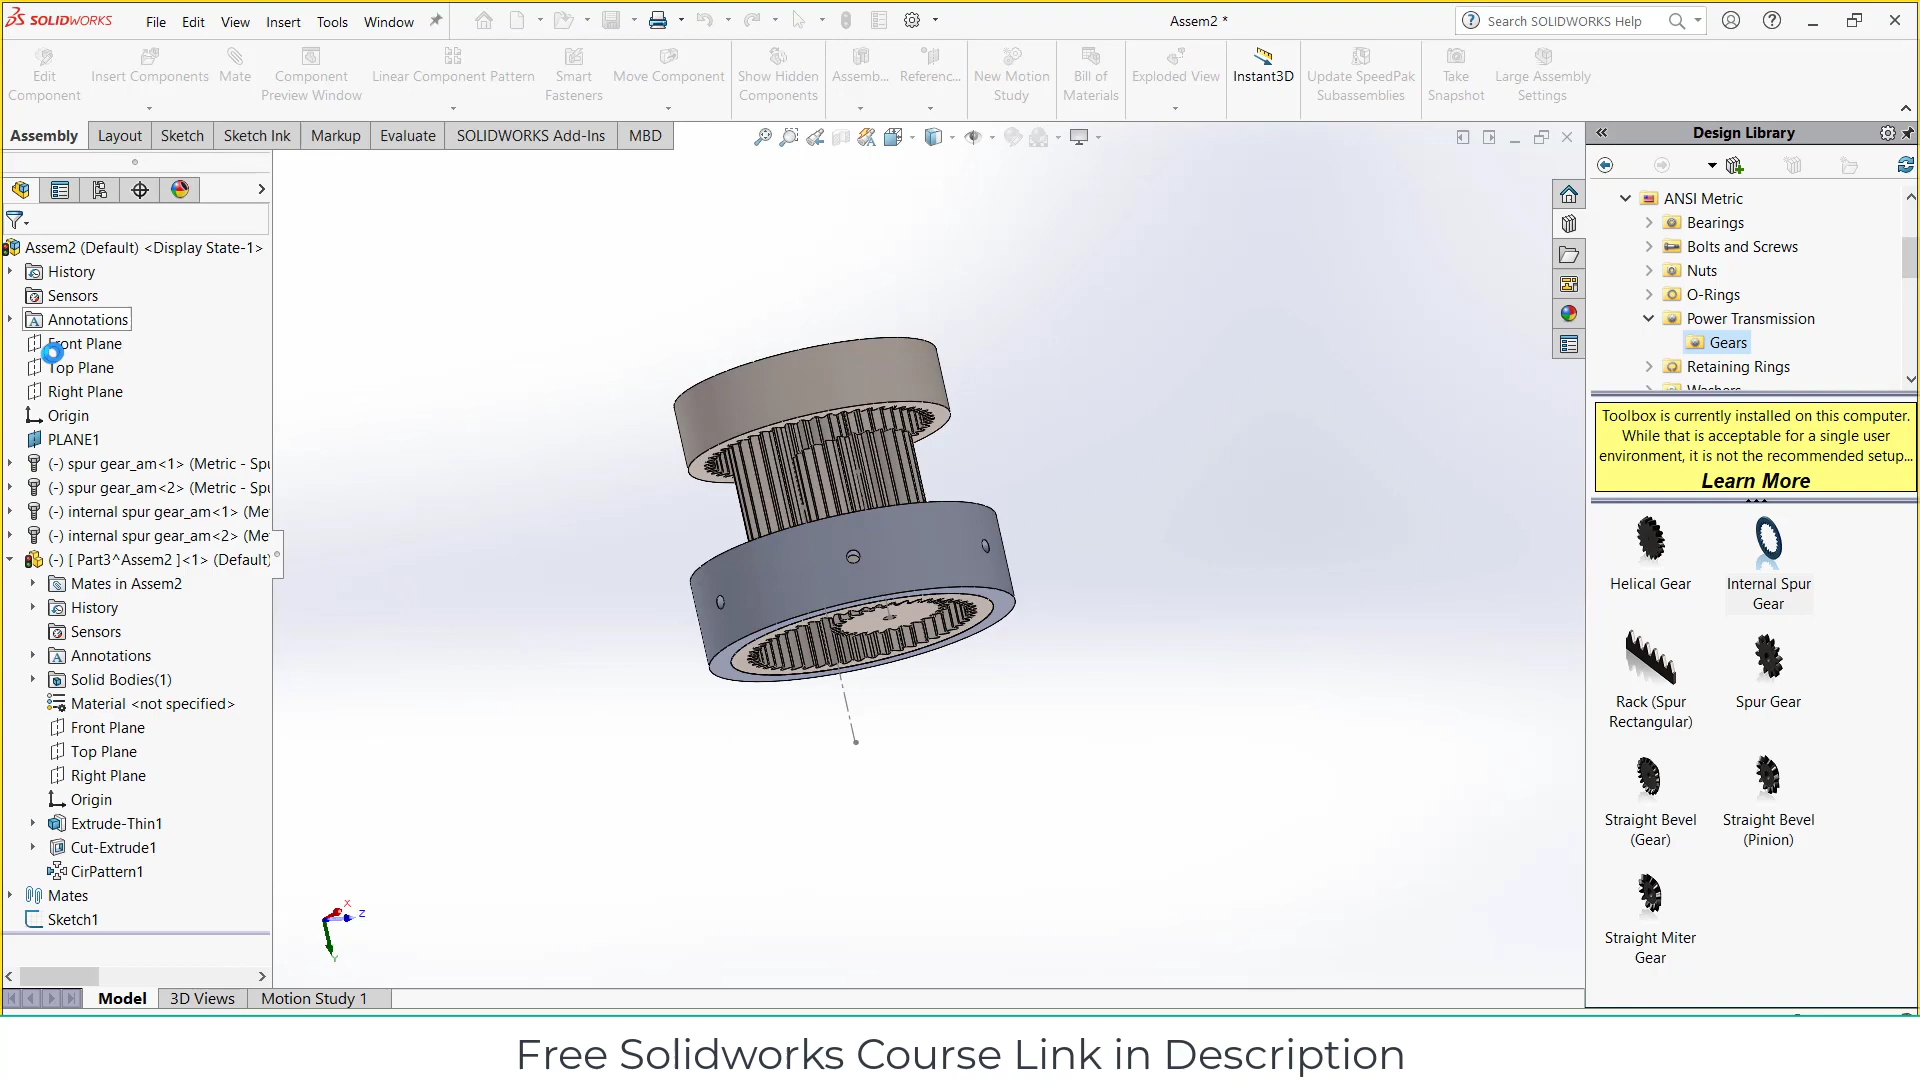 SOLIDWORKS File Edit View Insert Tools Window Assem2 * Search SOLIDWORKS Help
Edit Component
Insert Components
Mate
Component Preview Window
Linear Component Pattern
Smart Fasteners
Move Component
Show Hidden Components
Assemb...
Referenc...
New Motion Study
Bill of Materials
Exploded View
Instant3D
Update SpeedPak Subassemblies
Take Snapshot
Large Assembly Settings
Assembly Layout Sketch Sketch Ink Markup Evaluate SOLIDWORKS Add-Ins MBD
Assem2 (Default) <Display State-1>
History
Sensors
Annotations
Front Plane
Top Plane
Right Plane
Origin
PLANE1
(-) spur gear_am<1> (Metric - Spu
(-) spur gear_am<2> (Metric - Spu
(-) internal spur gear_am<1> (Me
(-) internal spur gear_am<2> (Me
(-) [ Part3^Assem2 ]<1> (Default)
Mates in Assem2
History
Sensors
Annotations
Solid Bodies(1)
Material <not specified>
Front Plane
Top Plane
Right Plane
Origin
Extrude-Thin1
Cut-Extrude1
CirPattern1
Mates
Sketch1
X
Z
Y
Model 3D Views Motion Study 1
Design Library
ANSI Metric
Bearings
Bolts and Screws
Nuts
O-Rings
Power Transmission
Gears
Retaining Rings
Washers
Toolbox is currently installed on this computer.
While that is acceptable for a single user
environment, it is not the recommended setup...
Learn More
Helical Gear
Internal Spur Gear
Rack (Spur Rectangular)
Spur Gear
Straight Bevel (Gear)
Straight Bevel (Pinion)
Straight Miter Gear
Free Solidworks Course Link in Description